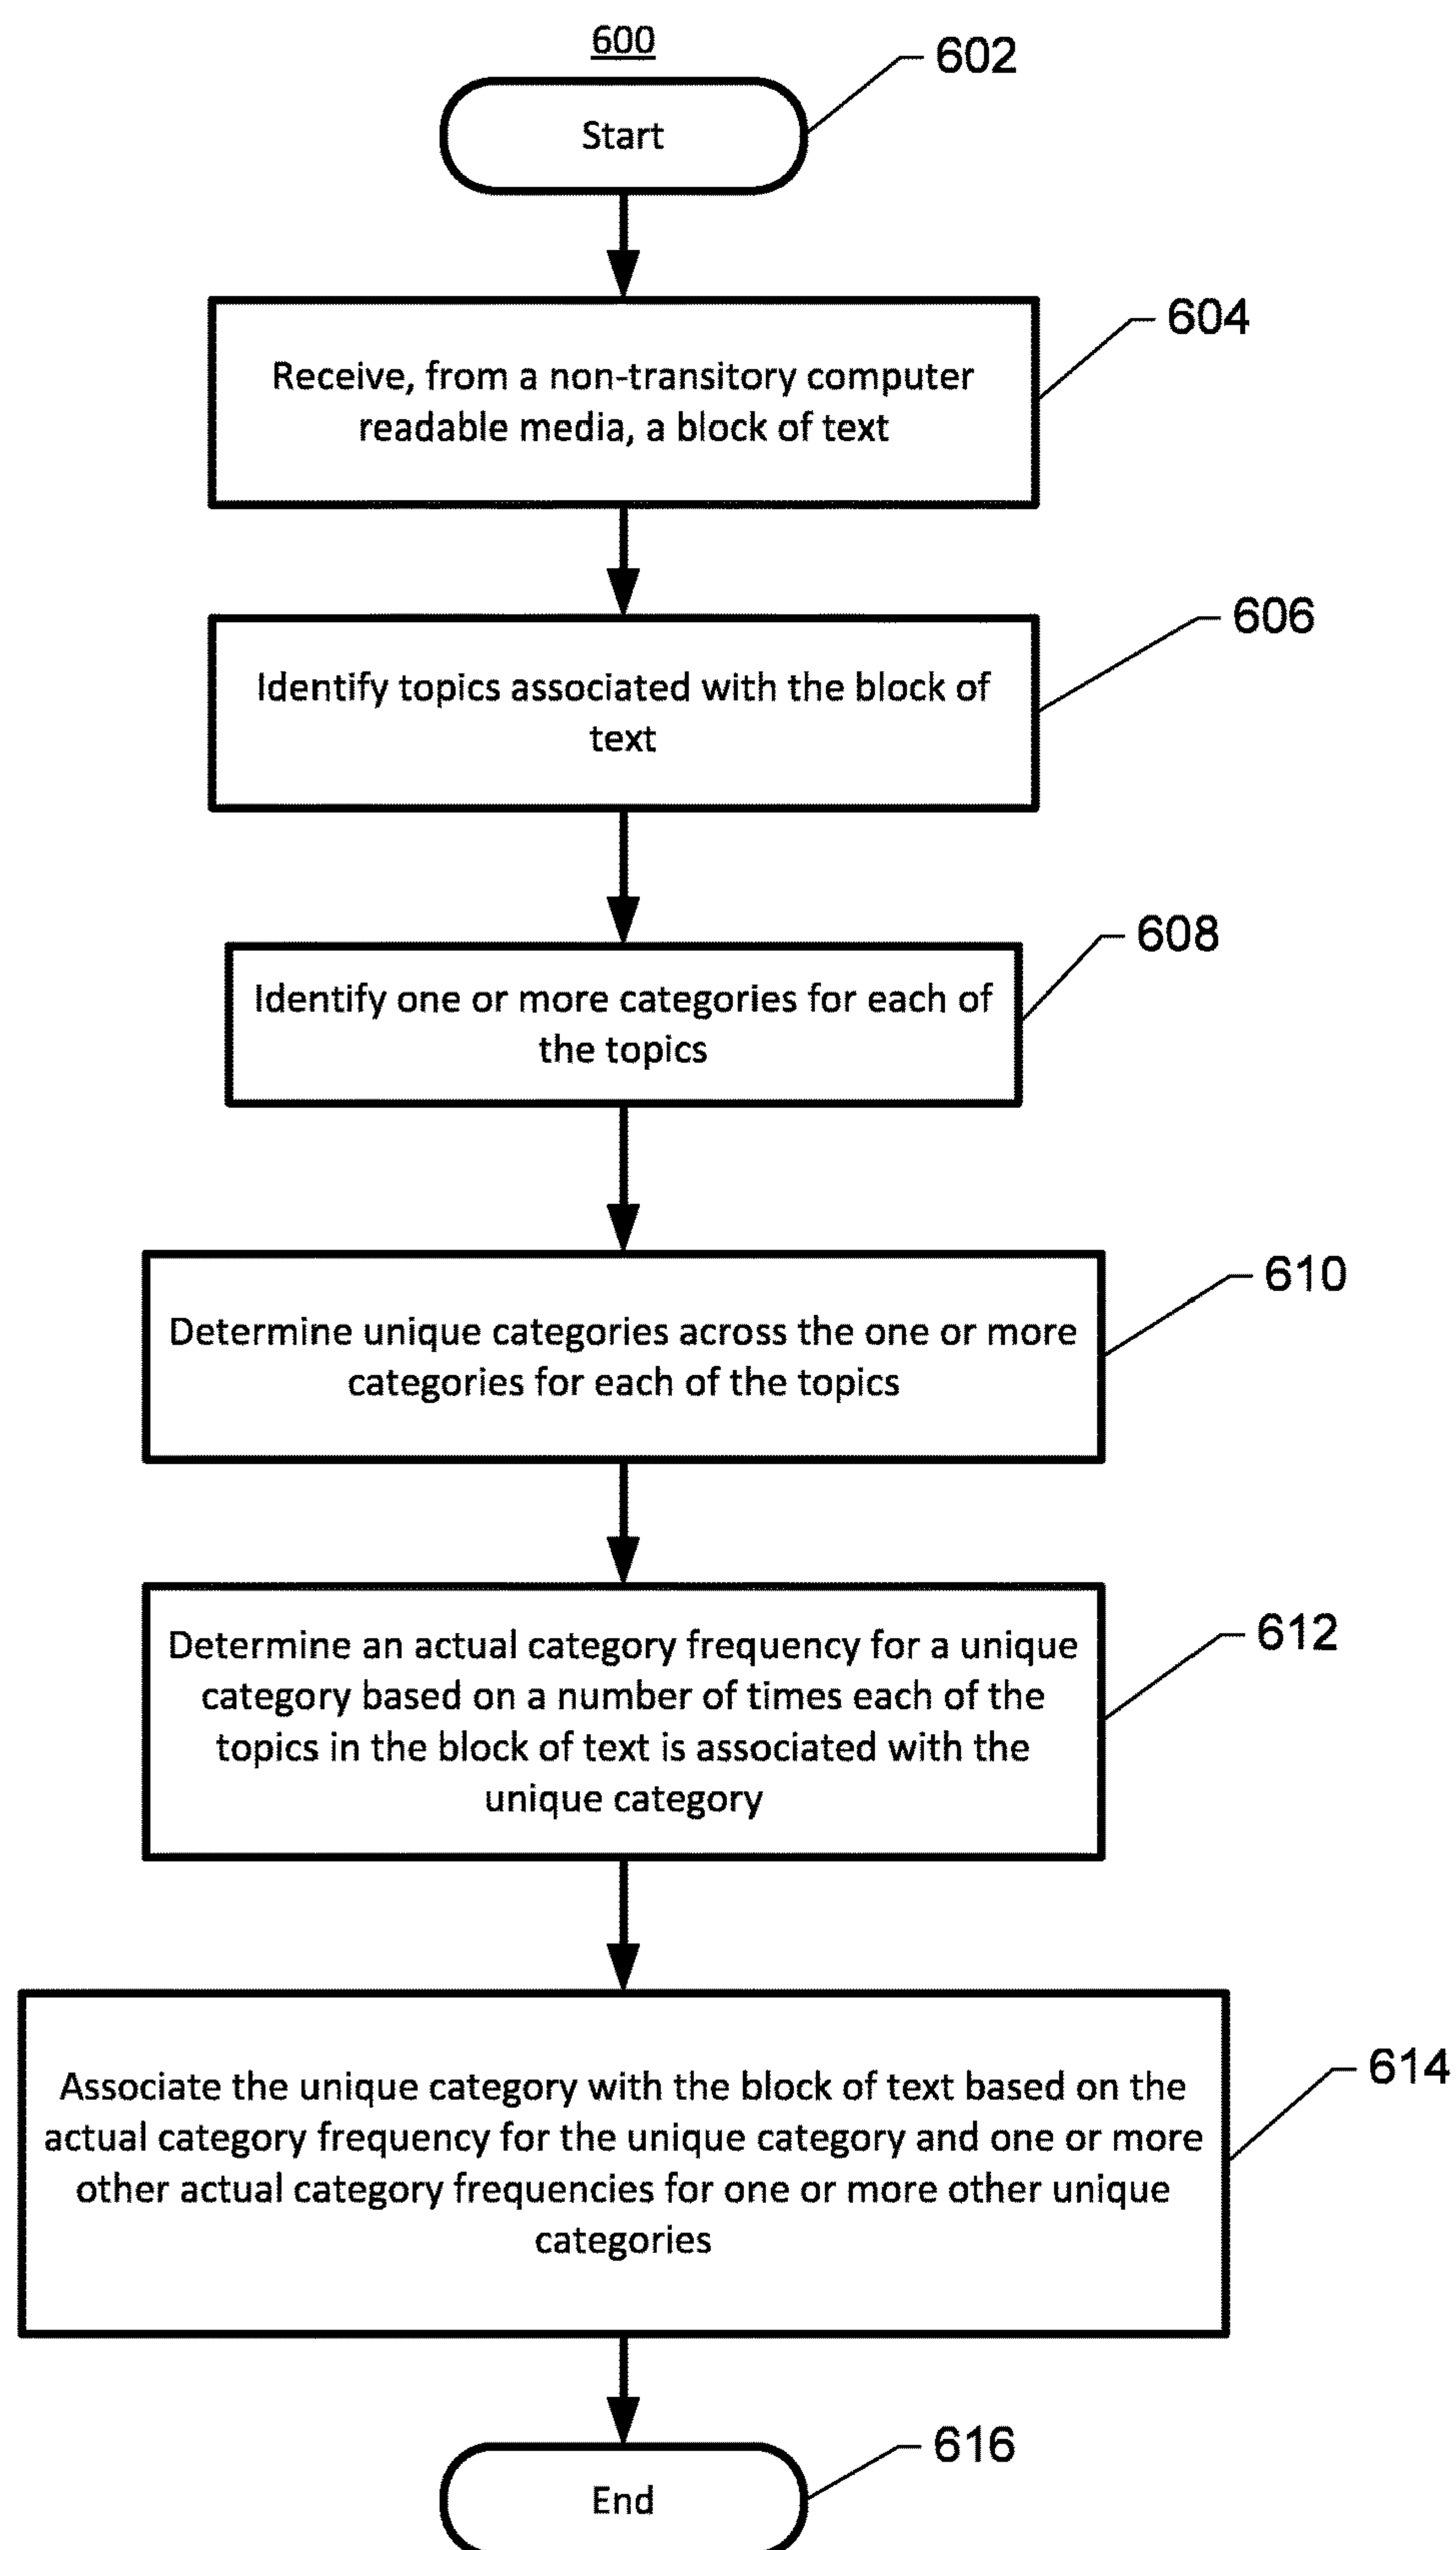 600
602
Start
604
Receive, from a non-transitory computer
readable media, a block of text
606
Identify topics associated with the block of
text
608
Identify one or more categories for each of
the topics
610
Determine unique categories across the one or more
categories for each of the topics
612
Determine an actual category frequency for a unique
category based on a number of times each of the
topics in the block of text is associated with the
unique category
614
Associate the unique category with the block of text based on the
actual category frequency for the unique category and one or more
other actual category frequencies for one or more other unique
categories
616
End